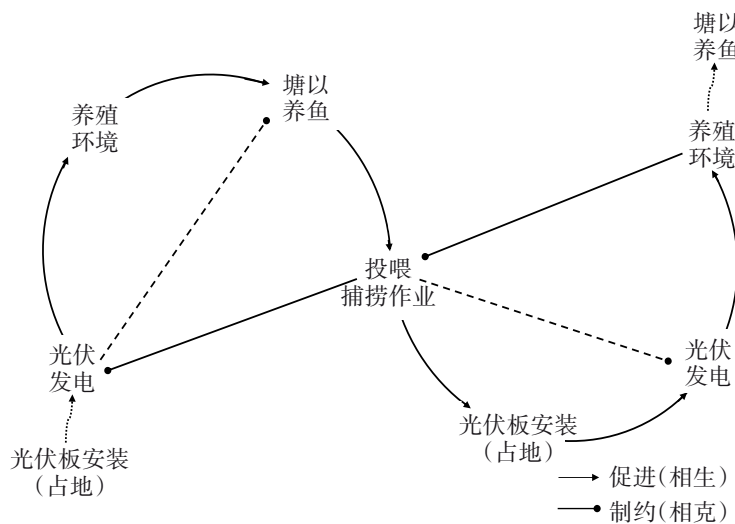 塘以
养鱼
养殖
环境
塘以
养鱼
养殖
环境
投喂
捕捞作业
光伏
发电
光伏
发电
光伏板安装
（占地）
光伏板安装
（占地）
促进（相生）
制约（相克）